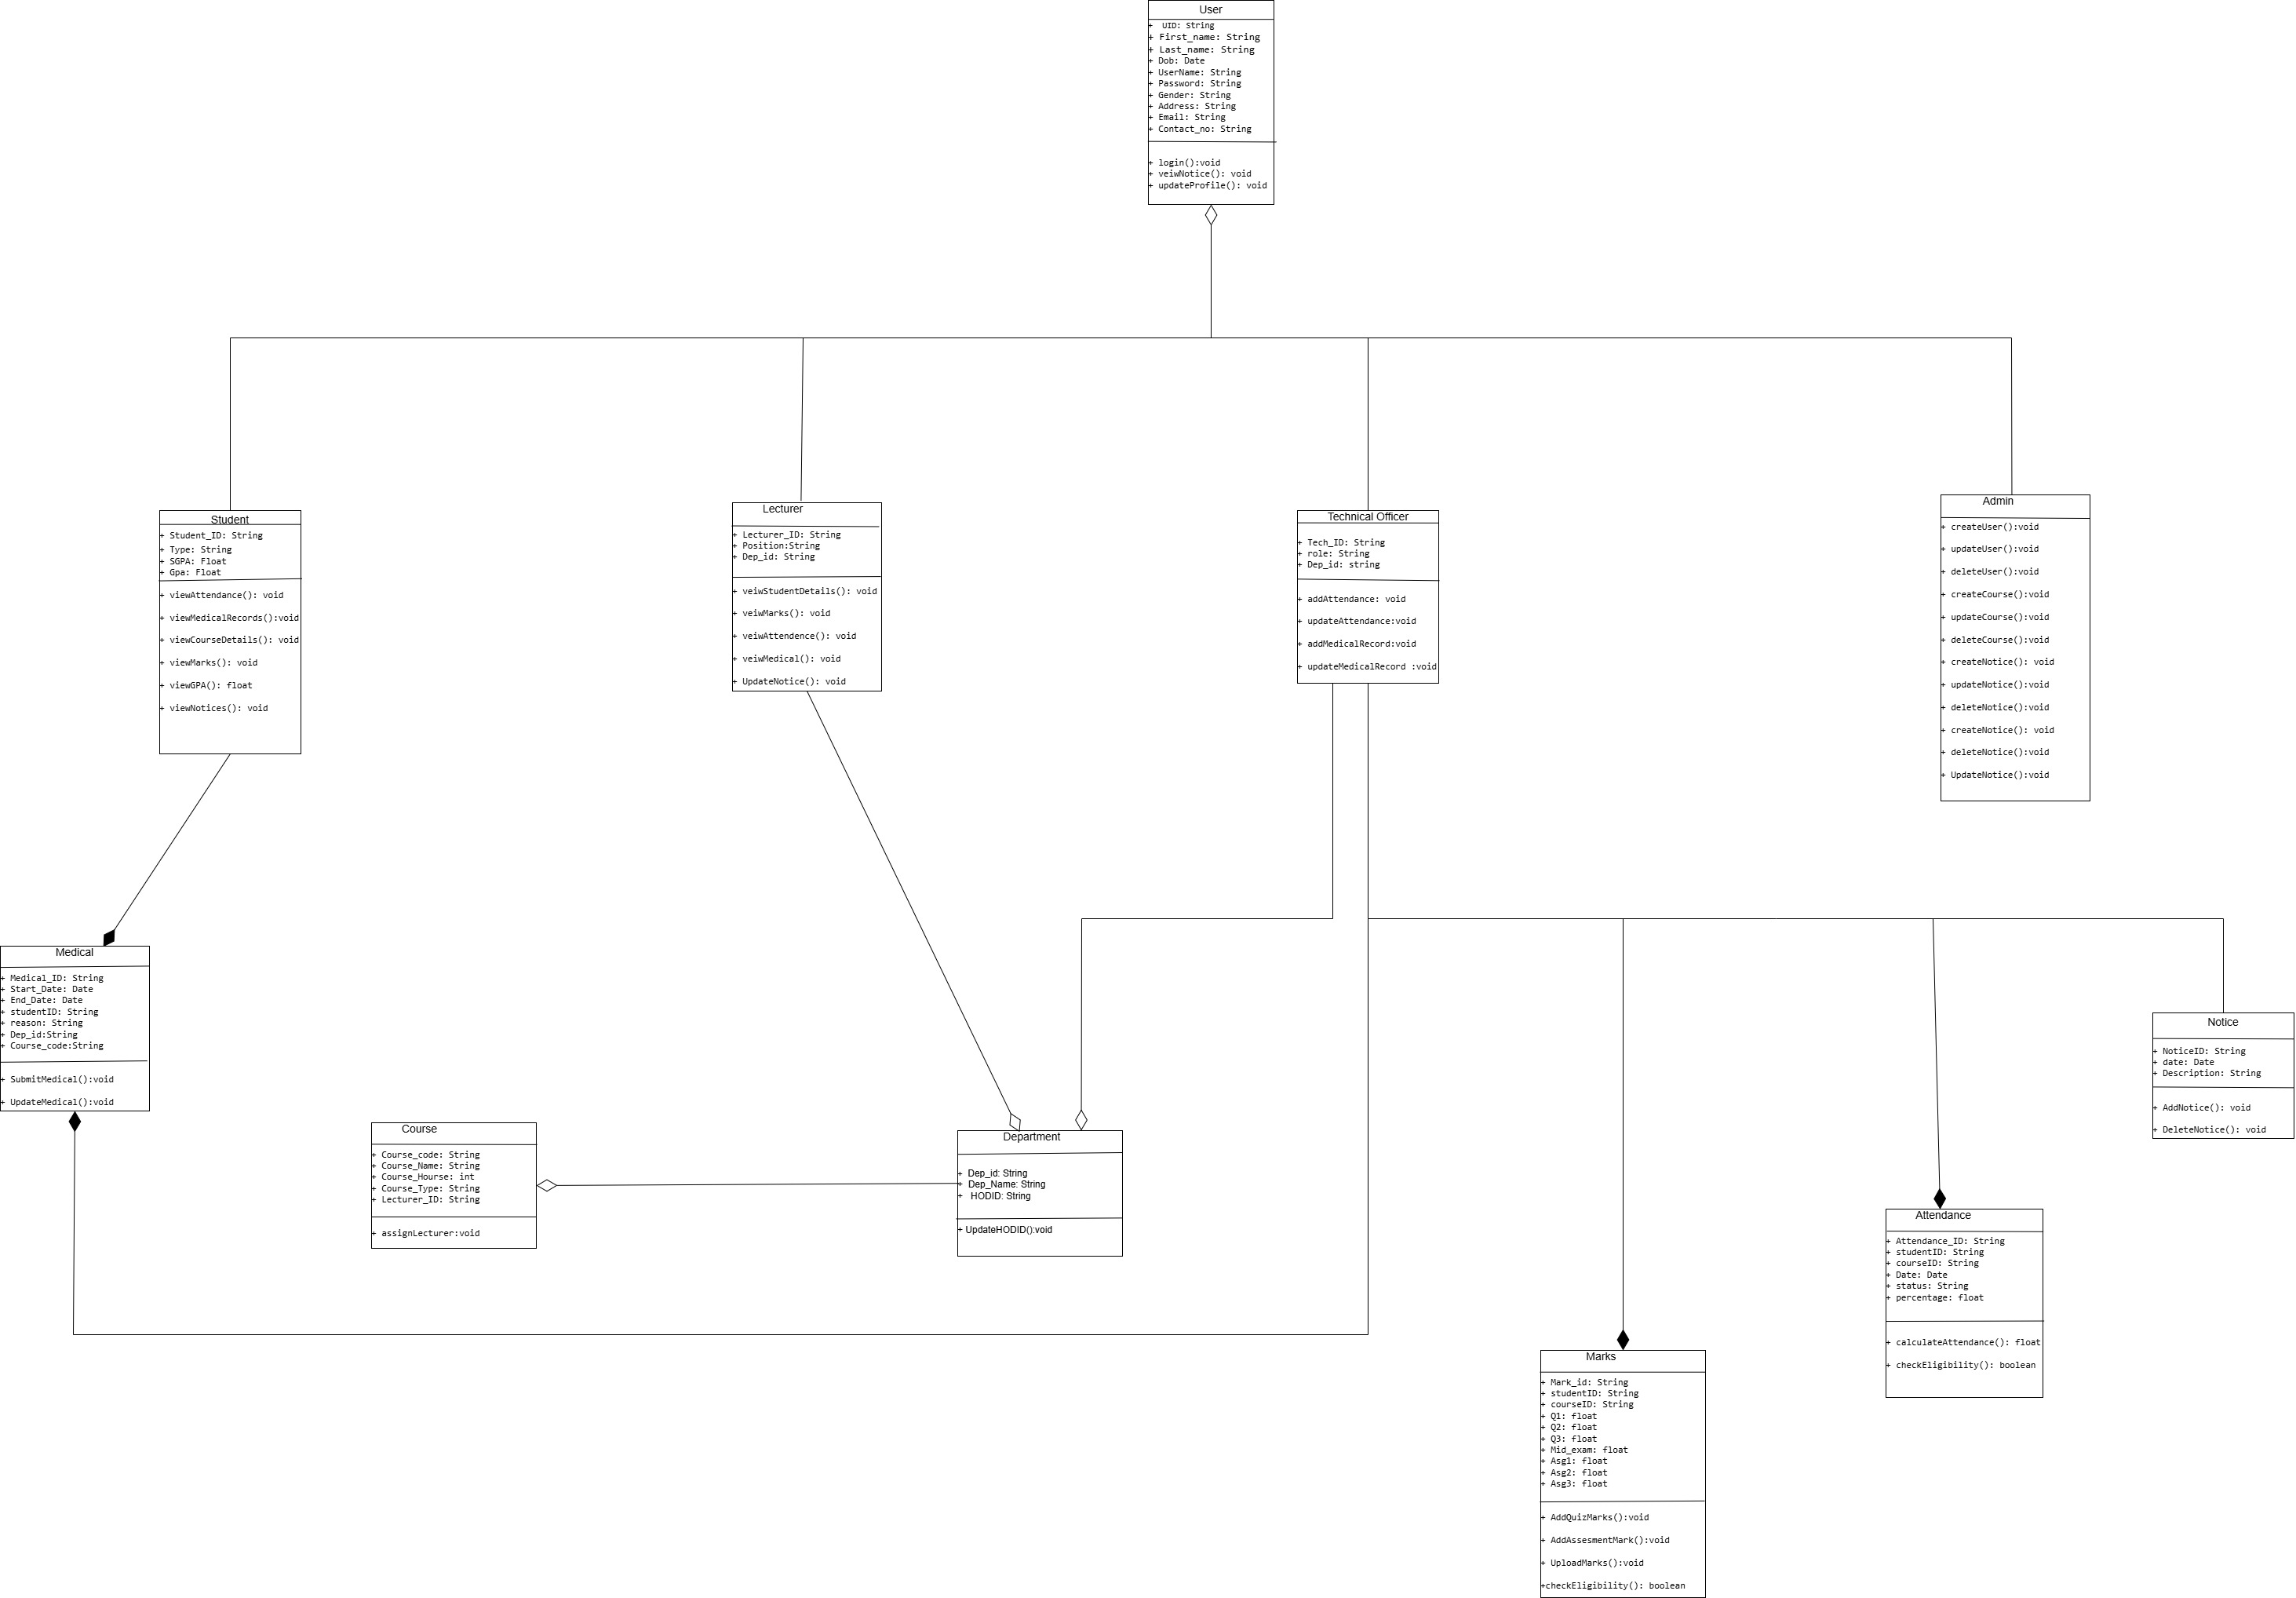 User
+ UID: String
+ First_name: String
+ Last_name: String
+ Dob: Date
+ UserName: String
+ Password: String
+ Gender: String
+ Address: String
+ Email: String
+ Contact_no: String
+ login():void
+ veiwNotice(): void
+ updateProfile(): void
Student
+ Student_ID: String
+ Type: String
+ SGPA: Float
+ Gpa: Float
+ viewAttendance(): void
+ viewMedicalRecords():void
+ viewCourseDetails(): void
+ viewMarks(): void
+ viewGPA(): float
+ viewNotices(): void
Lecturer
+ Lecturer_ID: String
+ Position:String
+ Dep_id: String
+ veiwStudentDetails(): void
+ veiwMarks(): void
+ veiwAttendence(): void
+ veiwMedical(): void
+ UpdateNotice(): void
Technical Officer
+ Tech_ID: String
+ role: String
+ Dep_id: string
+ addAttendance: void
+ updateAttendance:void
+ addMedicalRecord:void
+ updateMedicalRecord :void
Admin
+ createUser():void
+ updateUser():void
+ deleteUser():void
+ createCourse():void
+ updateCourse():void
+ deleteCourse():void
+ createNotice(): void
+ updateNotice():void
+ deleteNotice():void
+ createNotice(): void
+ deleteNotice():void
+ UpdateNotice():void
Medical
+ Medical_ID: String
+ Start_Date: Date
+ End_Date: Date
+ studentID: String
+ reason: String
+ Dep_id:String
+ Course_code:String
+ SubmitMedical():void
+ UpdateMedical():void
Course
+ Course_code: String
+ Course_Name: String
+ Course_Hourse: int
+ Course_Type: String
+ Lecturer_ID: String
+ assignLecturer:void
Department
+ Dep_id: String
+ Dep_Name: String
+ HODID: String
+ UpdateHODID():void
Notice
+ NoticeID: String
+ date: Date
+ Description: String
+ AddNotice(): void
+ DeleteNotice(): void
Attendance
+ Attendance_ID: String
+ studentID: String
+ courseID: String
+ Date: Date
+ status: String
+ percentage: float
+ calculateAttendance(): float
+ checkEligibility(): boolean
Marks
+ Mark_id: String
+ studentID: String
+ courseID: String
+ Q1: float
+ Q2: float
+ Q3: float
+ Mid_exam: float
+ Asg1: float
+ Asg2: float
+ Asg3: float
+ AddQuizMarks():void
+ AddAssesmentMark():void
+ UploadMarks():void
+checkEligibility(): boolean